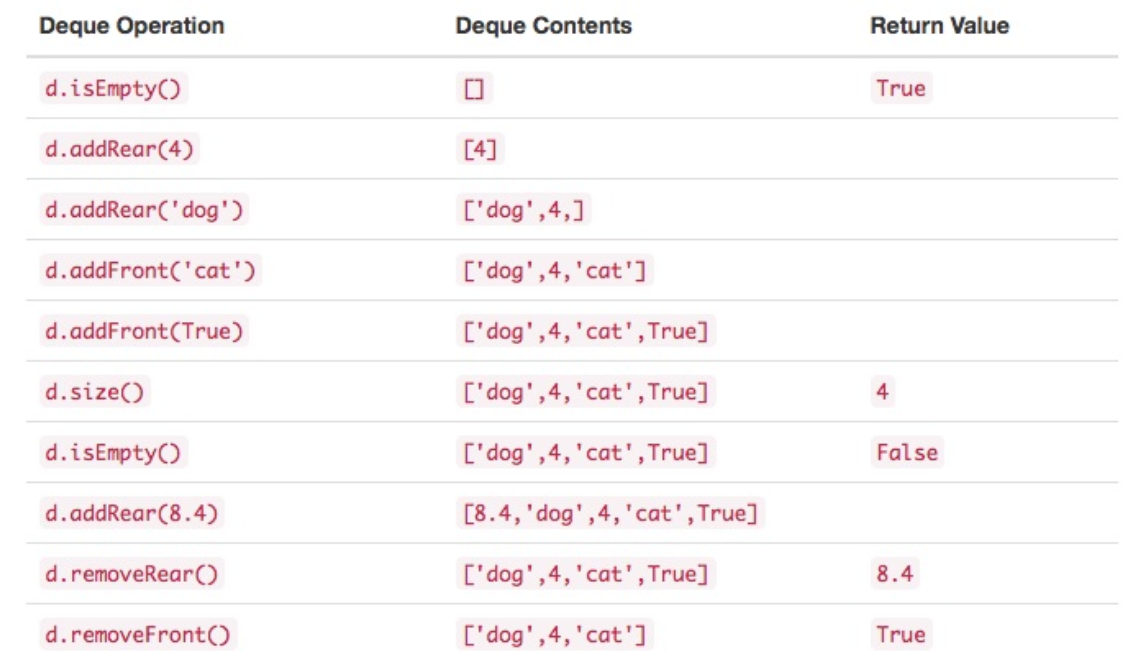 Deque Operation Deque Contents Return Value
d.isEmpty() [] True
d.addRear(4) [4]
d.addRear('dog') ['dog',4,]
d.addFront('cat') ['dog',4,'cat']
d.addFront(True) ['dog',4,'cat',True]
d.size() ['dog',4,'cat',True] 4
d.isEmpty() ['dog',4,'cat',True] False
d.addRear(8.4) [8.4,'dog',4,'cat',True]
d.removeRear() ['dog',4,'cat',True] 8.4
d.removeFront() ['dog',4,'cat'] True